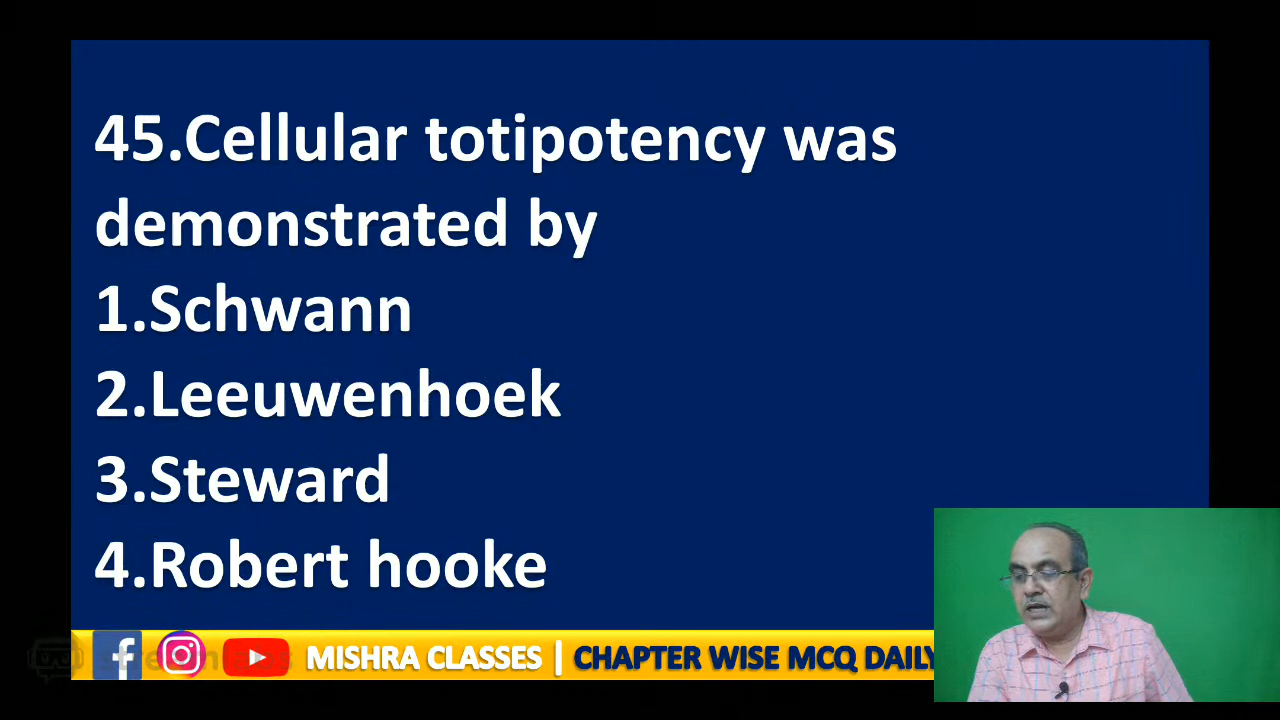 45.Cellular totipotency was
demonstrated by
1.Schwann
2.Leeuwenhoek
3.Steward
4.Robert hooke
MISHRA CLASSES | CHAPTER WISE MCQ DAILY